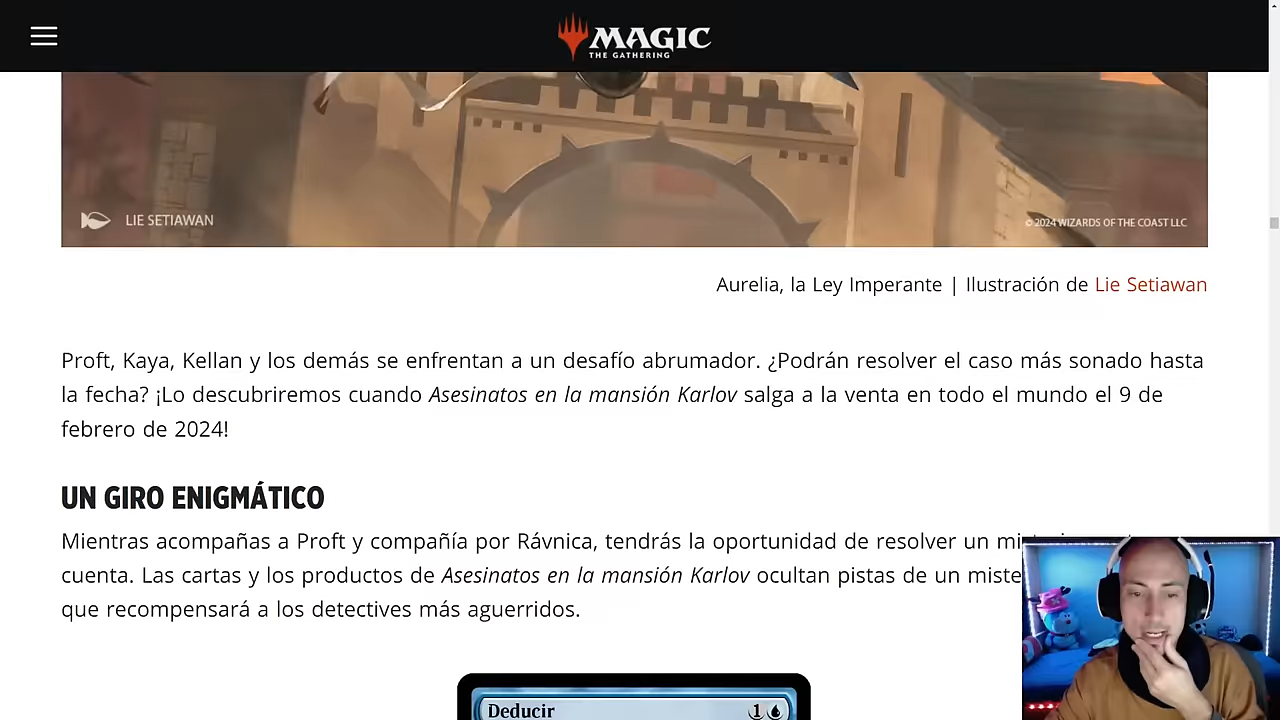 MAGIC
THE GATHERING
LIE SETIAWAN
© 2024 WIZARDS OF THE COAST LLC
Aurelia, la Ley Imperante | Ilustración de Lie Setiawan
Proft, Kaya, Kellan y los demás se enfrentan a un desafío abrumador. ¿Podrán resolver el caso más sonado hasta
la fecha? ¡Lo descubriremos cuando Asesinatos en la mansión Karlov salga a la venta en todo el mundo el 9 de
febrero de 2024!
UN GIRO ENIGMÁTICO
Mientras acompañas a Proft y compañía por Rávnica, tendrás la oportunidad de resolver un
cuenta. Las cartas y los productos de Asesinatos en la mansión Karlov ocultan pistas de un
que recompensará a los detectives más aguerridos.
Deducir 1